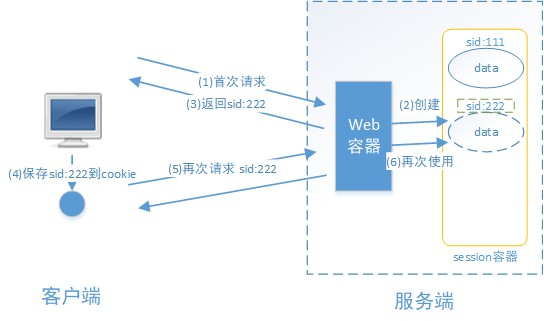 sid:111
data
(1)首次请求
(2)创建
sid:222
(3)返回sid:222
Web
容器
data
(4)保存sid:222到cookie
(5)再次请求 sid:222
(6)再次使用
session容器
客户端
服务端